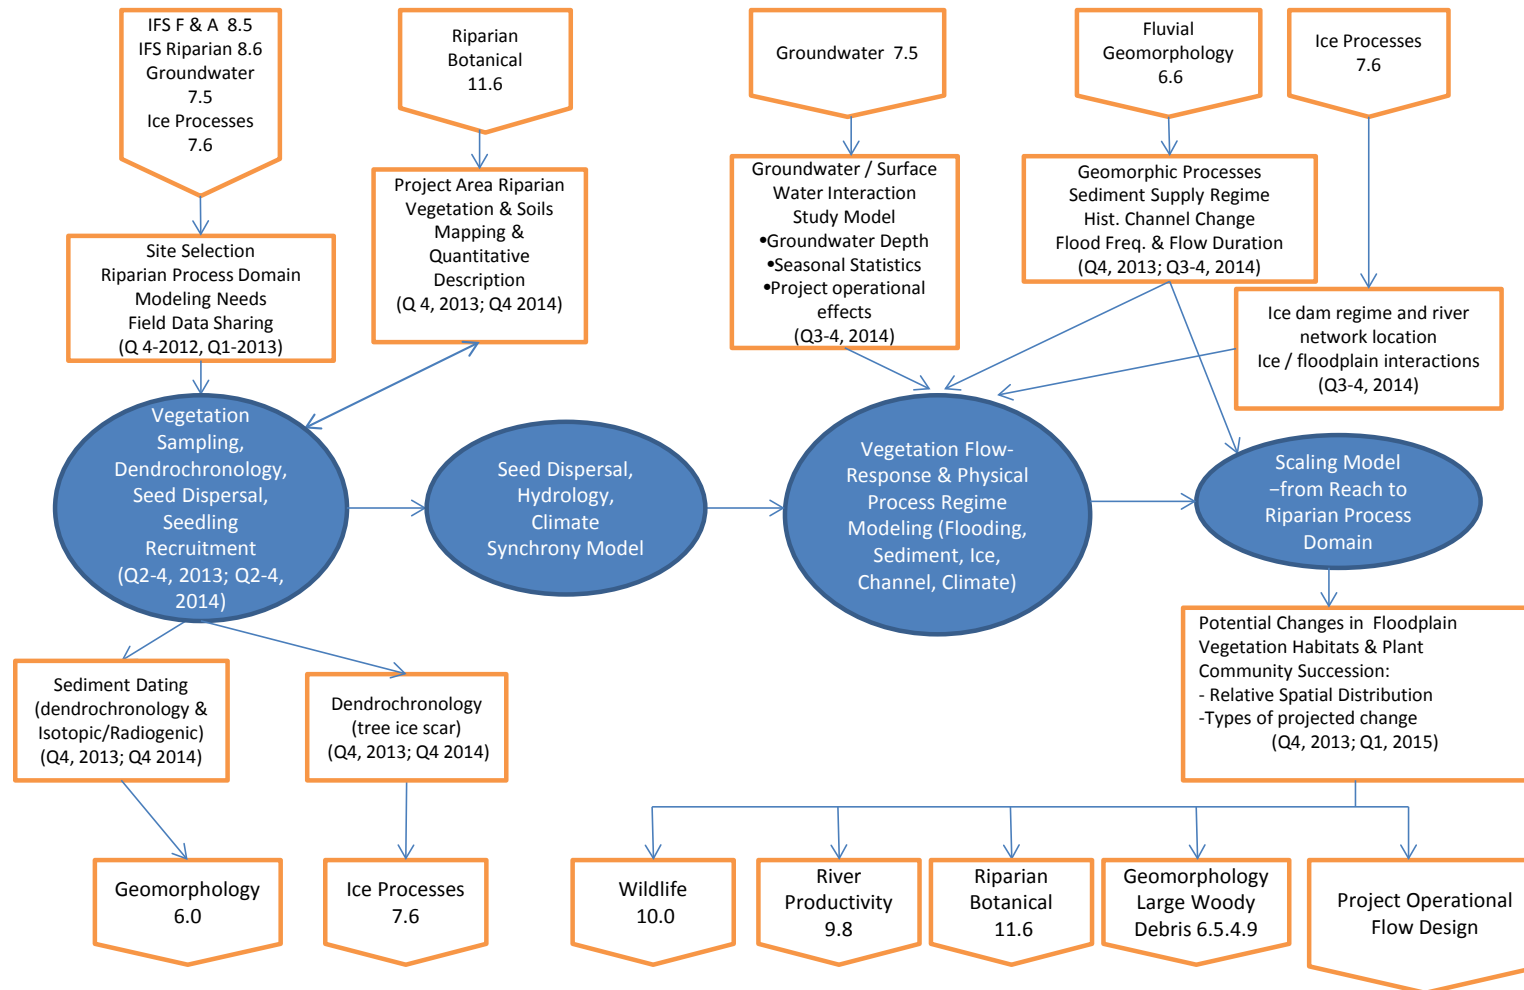 IFS F & A  8.5
IFS Riparian 8.6
Groundwater
7.5
Ice Processes
7.6
Riparian
Botanical
11.6
Groundwater  7.5
Fluvial
Geomorphology
6.6
Ice Processes
7.6
Site Selection
Riparian Process Domain
Modeling Needs
Field Data Sharing
(Q 4-2012, Q1-2013)
Project Area Riparian
Vegetation & Soils
Mapping &
Quantitative
Description
(Q 4, 2013; Q4 2014)
Groundwater / Surface
Water Interaction
Study Model
•Groundwater Depth
•Seasonal Statistics
•Project operational
effects
(Q3-4, 2014)
Geomorphic Processes
Sediment Supply Regime
Hist. Channel Change
Flood Freq. & Flow Duration
(Q4, 2013; Q3-4, 2014)
Ice dam regime and river
network location
Ice / floodplain interactions
(Q3-4, 2014)
Vegetation
Sampling,
Dendrochronology,
Seed Dispersal,
Seedling
Recruitment
(Q2-4, 2013; Q2-4,
2014)
Seed Dispersal,
Hydrology,
Climate
Synchrony Model
Vegetation Flow-
Response & Physical
Process Regime
Modeling (Flooding,
Sediment, Ice,
Channel, Climate)
Scaling Model
–from Reach to
Riparian Process
Domain
Sediment Dating
(dendrochronology &
Isotopic/Radiogenic)
(Q4, 2013; Q4 2014)
Dendrochronology
(tree ice scar)
(Q4, 2013; Q4 2014)
Potential Changes in  Floodplain
Vegetation Habitats & Plant
Community Succession:
- Relative Spatial Distribution
-Types of projected change
(Q4, 2013; Q1, 2015)
Geomorphology
6.0
Ice Processes
7.6
Wildlife
10.0
River
Productivity
9.8
Riparian
Botanical
11.6
Geomorphology
Large Woody
Debris 6.5.4.9
Project Operational
Flow Design